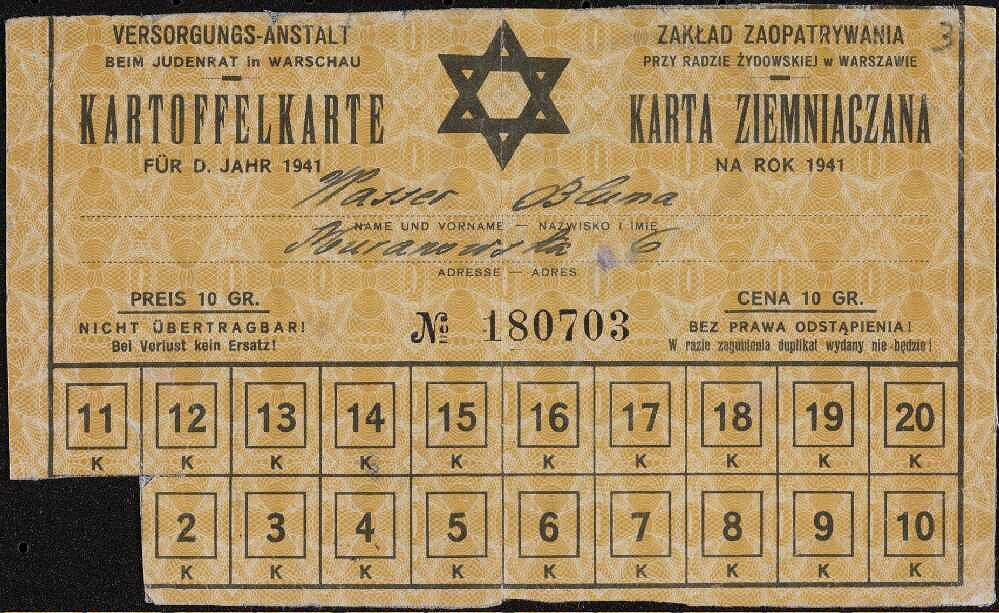 VERSORGUNGS-ANSTALT
BEIM JUDENRAT in WARSCHAU
KARTOFFELKARTE
FÜR D. JAHR 1941
ZAKŁAD ZAOPATRYWANIA
PRZY RADZIE ŻYDOWSKIEJ w WARSZAWIE
KARTA ZIEMNIACZANA
NA ROK 1941
3
Wasser Bluma
NAME UND VORNAME — NAZWISKO I IMIĘ
Muranowska 6
ADRESSE — ADRES
PREIS 10 GR.
NICHT ÜBERTRAGBAR!
Bei Verlust kein Ersatz!
№ 180703
CENA 10 GR.
BEZ PRAWA ODSTĄPIENIA!
W razie zagubienia duplikat wydany nie będzie!
11 12 13 14 15 16 17 18 19 20
K K K K K K K K K K
2 3 4 5 6 7 8 9 10
K K K K K K K K K